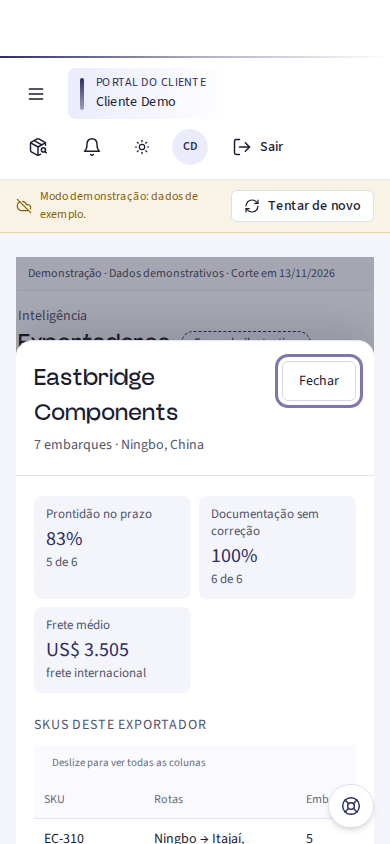 PORTAL DO CLIENTE
Cliente Demo
CD
Sair
Modo demonstração: dados de
exemplo.
Tentar de novo
Demonstração · Dados demonstrativos · Corte em 13/11/2026
Inteligência
Exportadores
Eastbridge
Components
Fechar
7 embarques · Ningbo, China
Prontidão no prazo
83%
5 de 6
Documentação sem
correção
100%
6 de 6
Frete médio
US$ 3.505
frete internacional
SKUS DESTE EXPORTADOR
Deslize para ver todas as colunas
SKU
Rotas
Emb
EC-310
Ningbo → Itajaí,
5